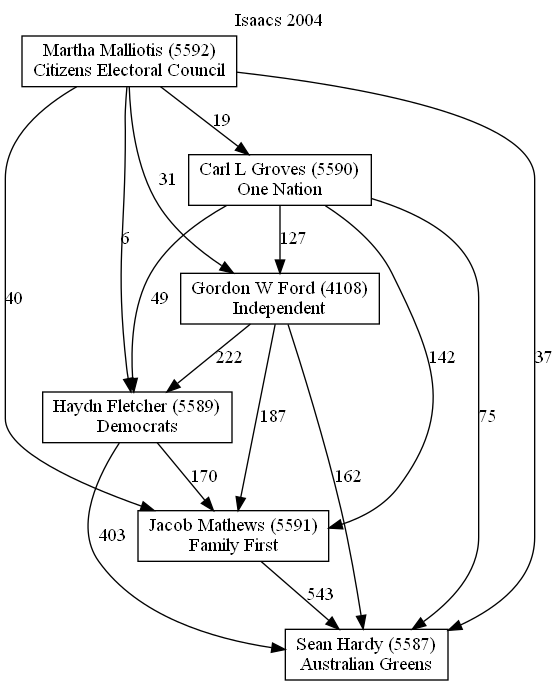 Isaacs 2004
Martha Malliotis (5592)
Citizens Electoral Council
19
Carl L Groves (5590)
One Nation
31
6
127
Gordon W Ford (4108)
Independent
40
49
222
142
37
Haydn Fletcher (5589)
Democrats
187
75
170
162
Jacob Mathews (5591)
Family First
403
543
Sean Hardy (5587)
Australian Greens